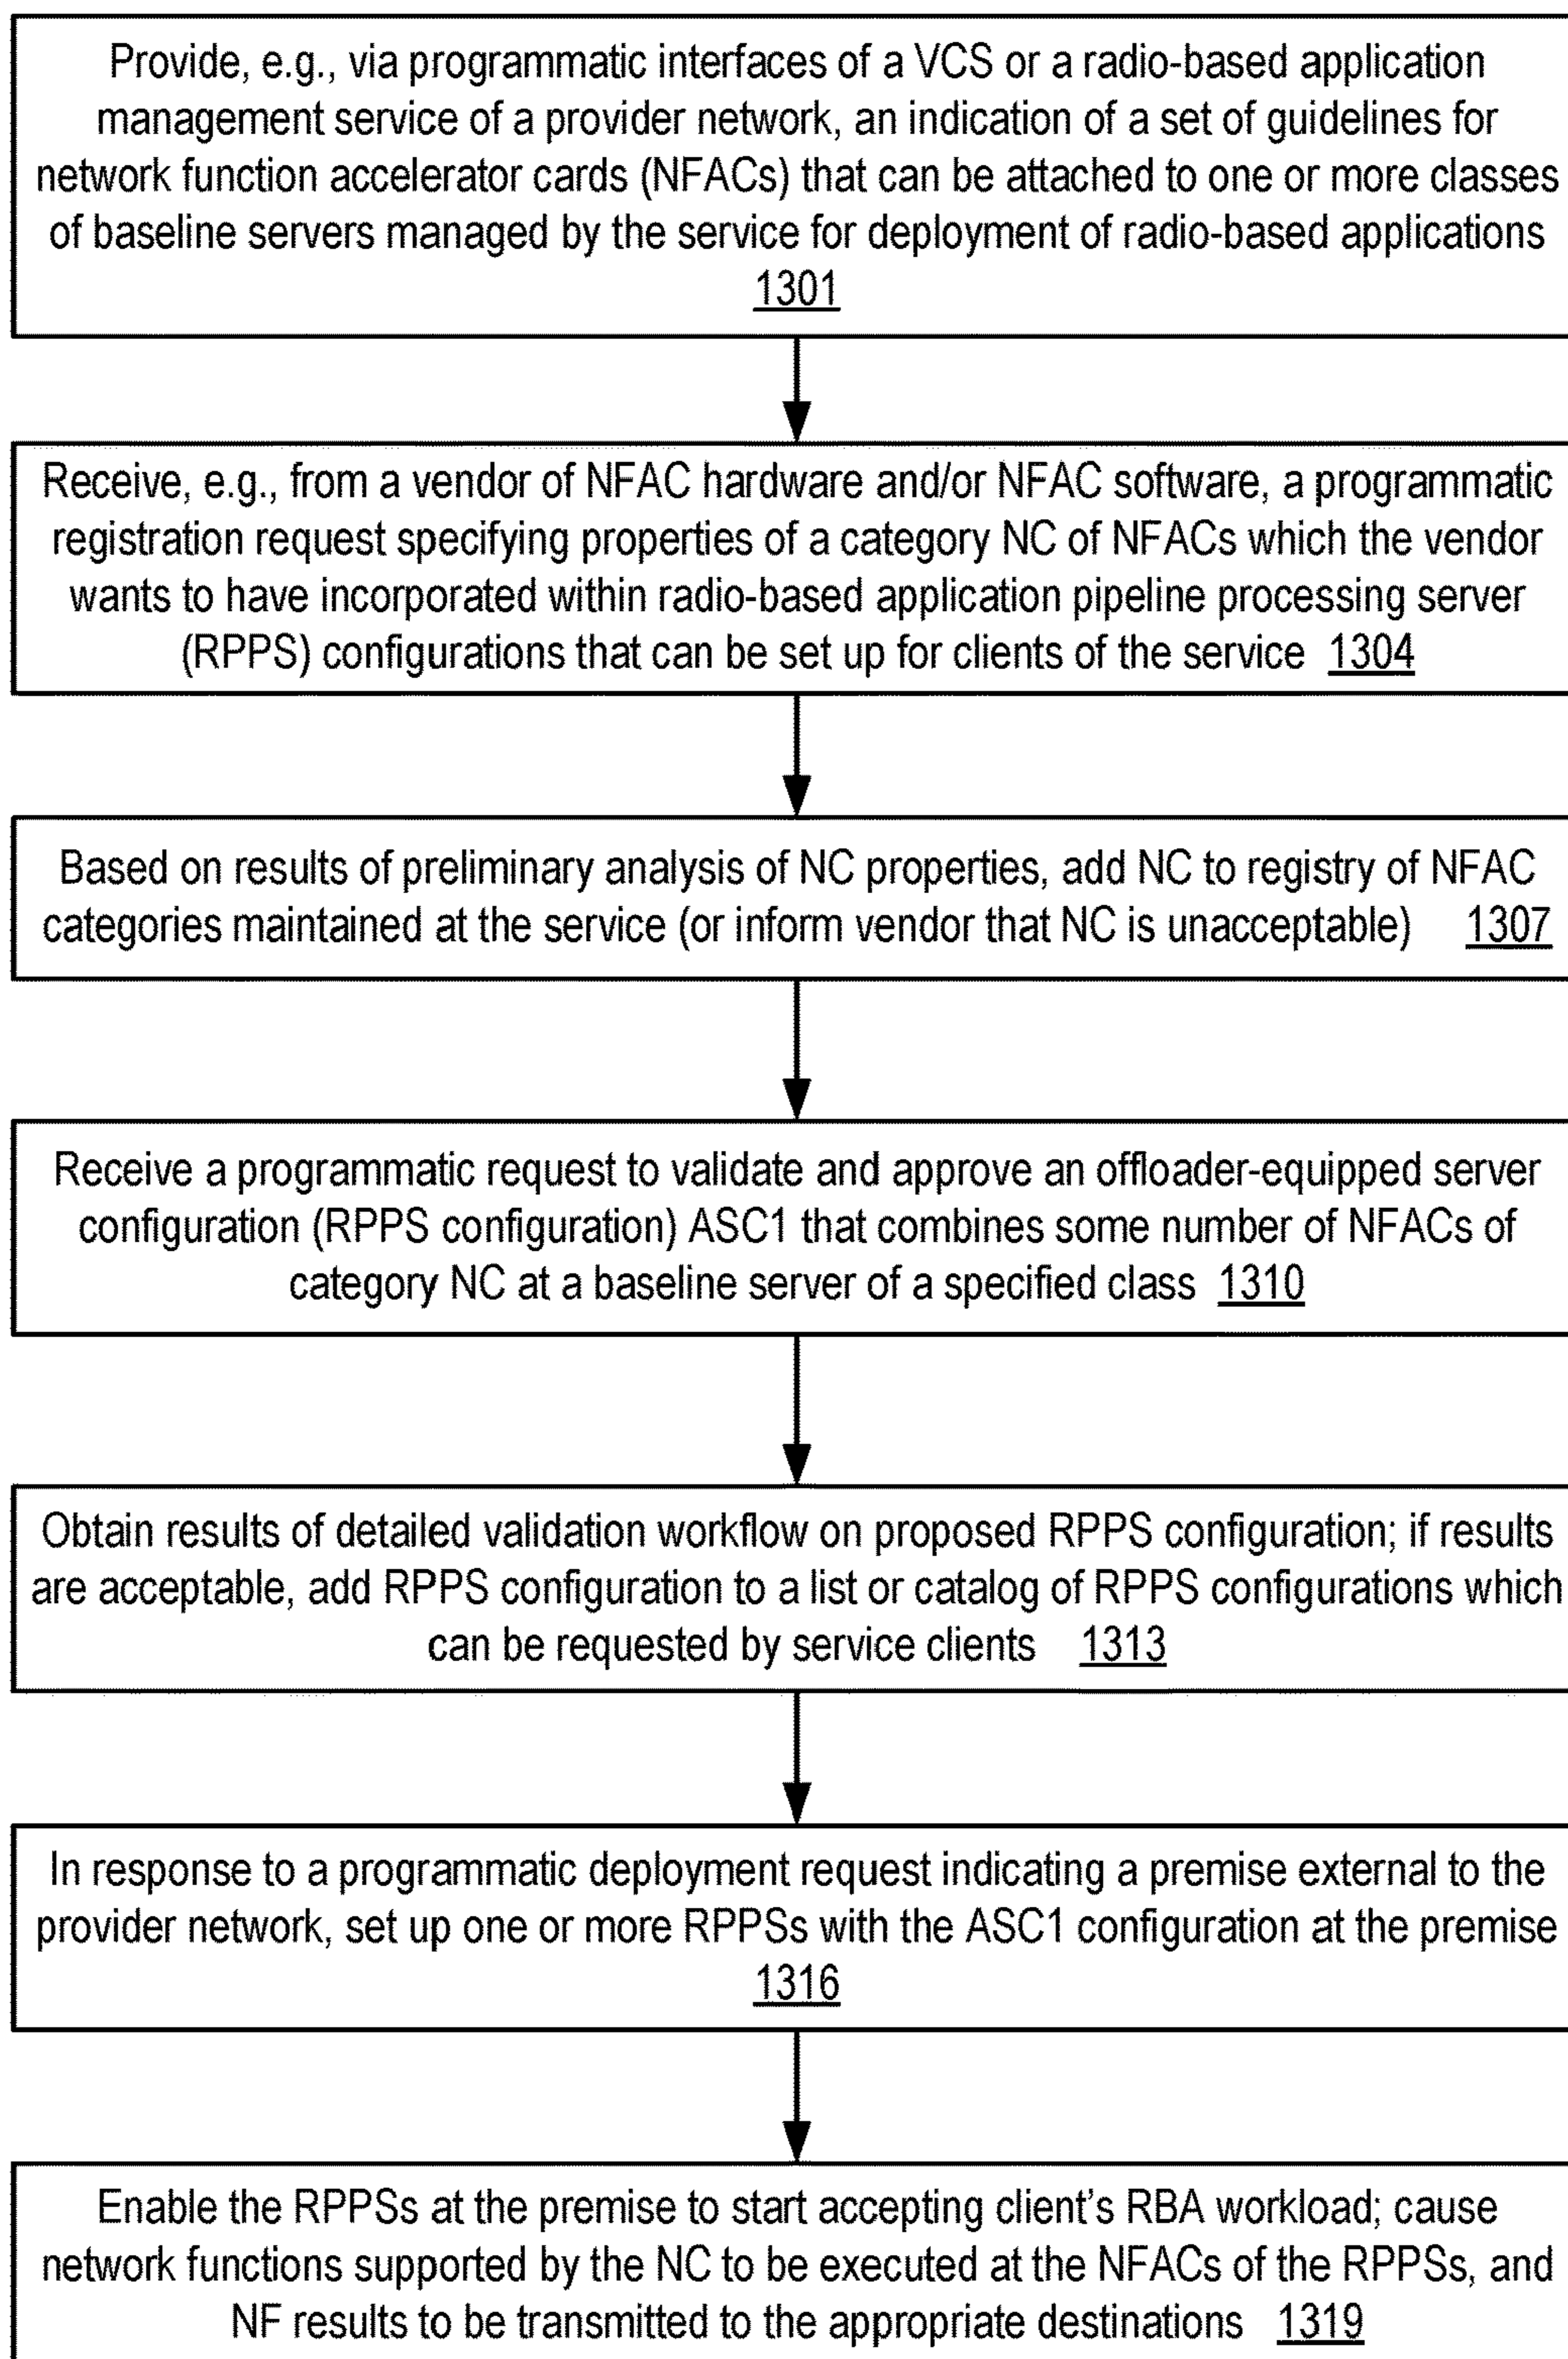 Provide, e.g., via programmatic interfaces of a VCS or a radio-based application
management service of a provider network, an indication of a set of guidelines for
network function accelerator cards (NFACs) that can be attached to one or more classes
of baseline servers managed by the service for deployment of radio-based applications
1301
Receive, e.g., from a vendor of NFAC hardware and/or NFAC software, a programmatic
registration request specifying properties of a category NC of NFACs which the vendor
wants to have incorporated within radio-based application pipeline processing server
(RPPS) configurations that can be set up for clients of the service 1304
Based on results of preliminary analysis of NC properties, add NC to registry of NFAC
categories maintained at the service (or inform vendor that NC is unacceptable) 1307
Receive a programmatic request to validate and approve an offloader-equipped server
configuration (RPPS configuration) ASC1 that combines some number of NFACs of
category NC at a baseline server of a specified class 1310
Obtain results of detailed validation workflow on proposed RPPS configuration; if results
are acceptable, add RPPS configuration to a list or catalog of RPPS configurations which
can be requested by service clients 1313
In response to a programmatic deployment request indicating a premise external to the
provider network, set up one or more RPPSs with the ASC1 configuration at the premise
1316
Enable the RPPSs at the premise to start accepting client's RBA workload; cause
network functions supported by the NC to be executed at the NFACs of the RPPSs, and
NF results to be transmitted to the appropriate destinations 1319